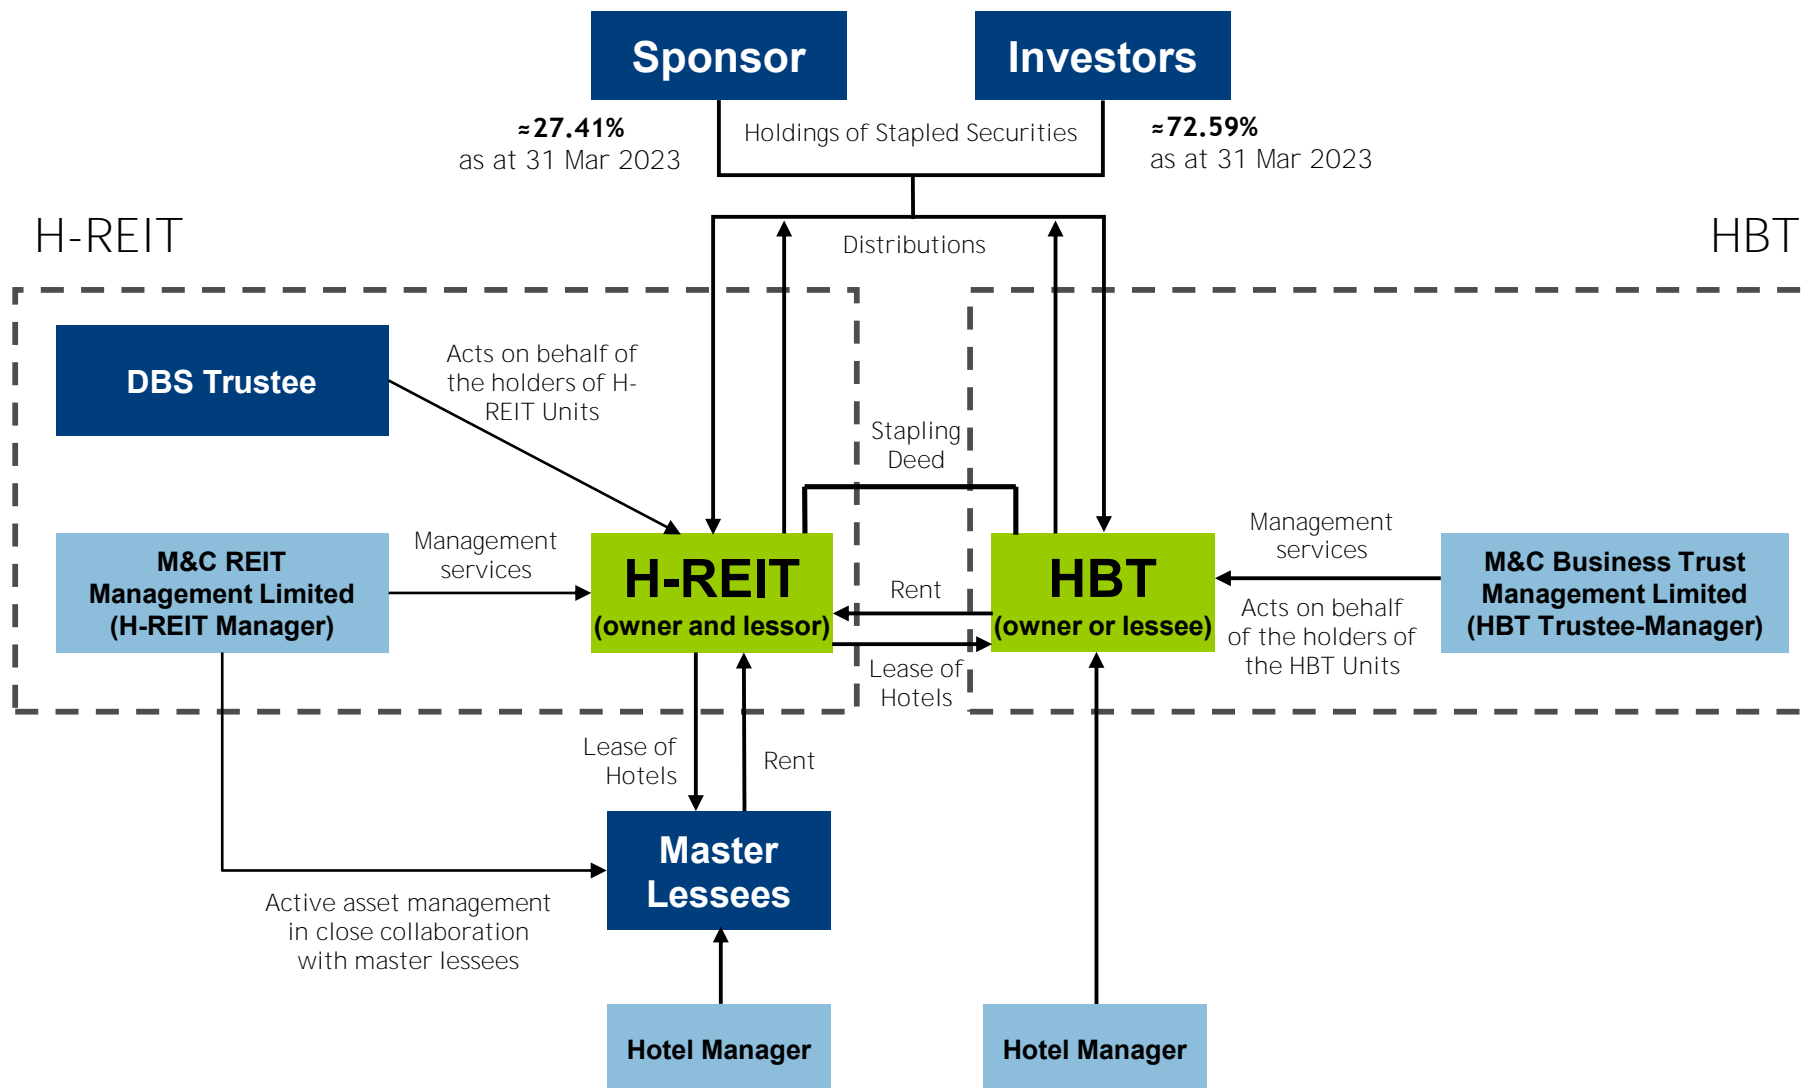 Sponsor
Investors
≈27.41%
as at 31 Mar 2023
Holdings of Stapled Securities
≈72.59%
as at 31 Mar 2023
H-REIT
HBT
Distributions
DBS Trustee
Acts on behalf of
the holders of H-
REIT Units
Stapling
Deed
M&C REIT
Management Limited
(H-REIT Manager)
Management
services
H-REIT
(owner and lessor)
Rent
Lease of
Hotels
HBT
(owner or lessee)
Management
services
Acts on behalf
of the holders of
the HBT Units
M&C Business Trust
Management Limited
(HBT Trustee-Manager)
Lease of
Hotels
Rent
Master
Lessees
Active asset management
in close collaboration
with master lessees
Hotel Manager
Hotel Manager